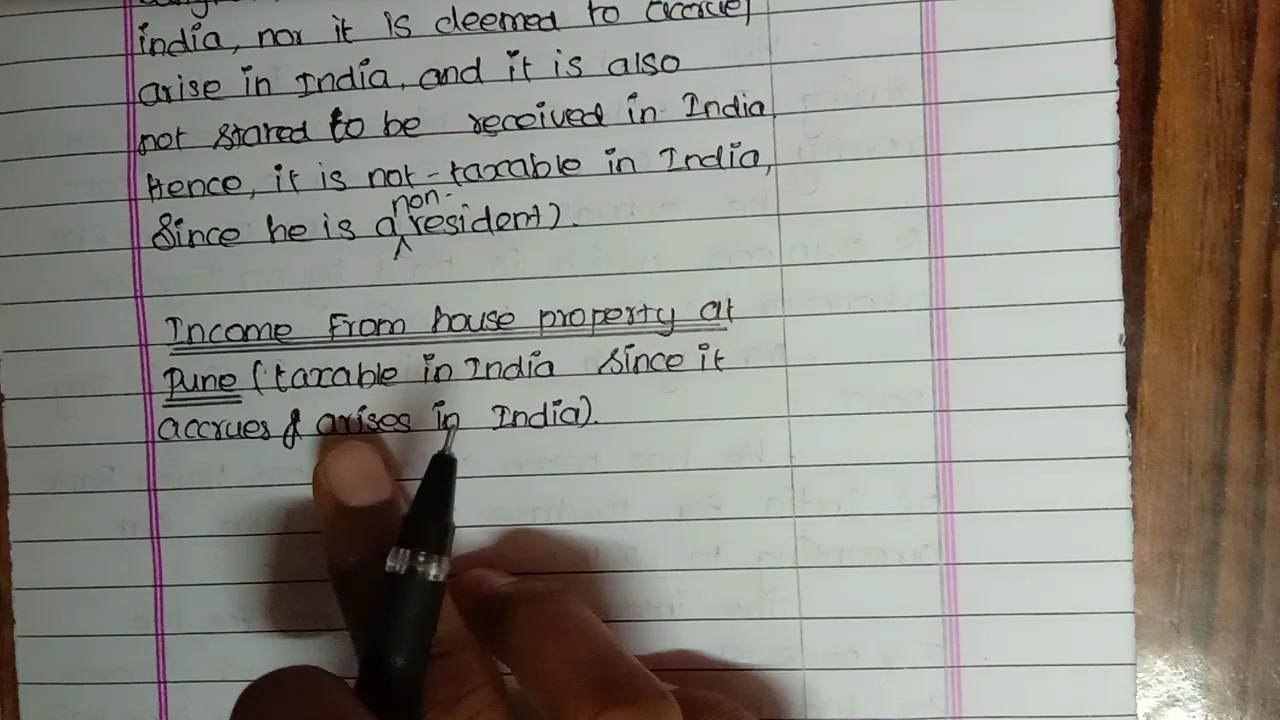 india, nor it is deemed to accrue/
arise in India, and it is also
not stared to be received in India
Hence, it is not-taxable in India,
Since he is a non-resident).
Income From house property at
Pune (taxable in India since it
accrues & arises in India).